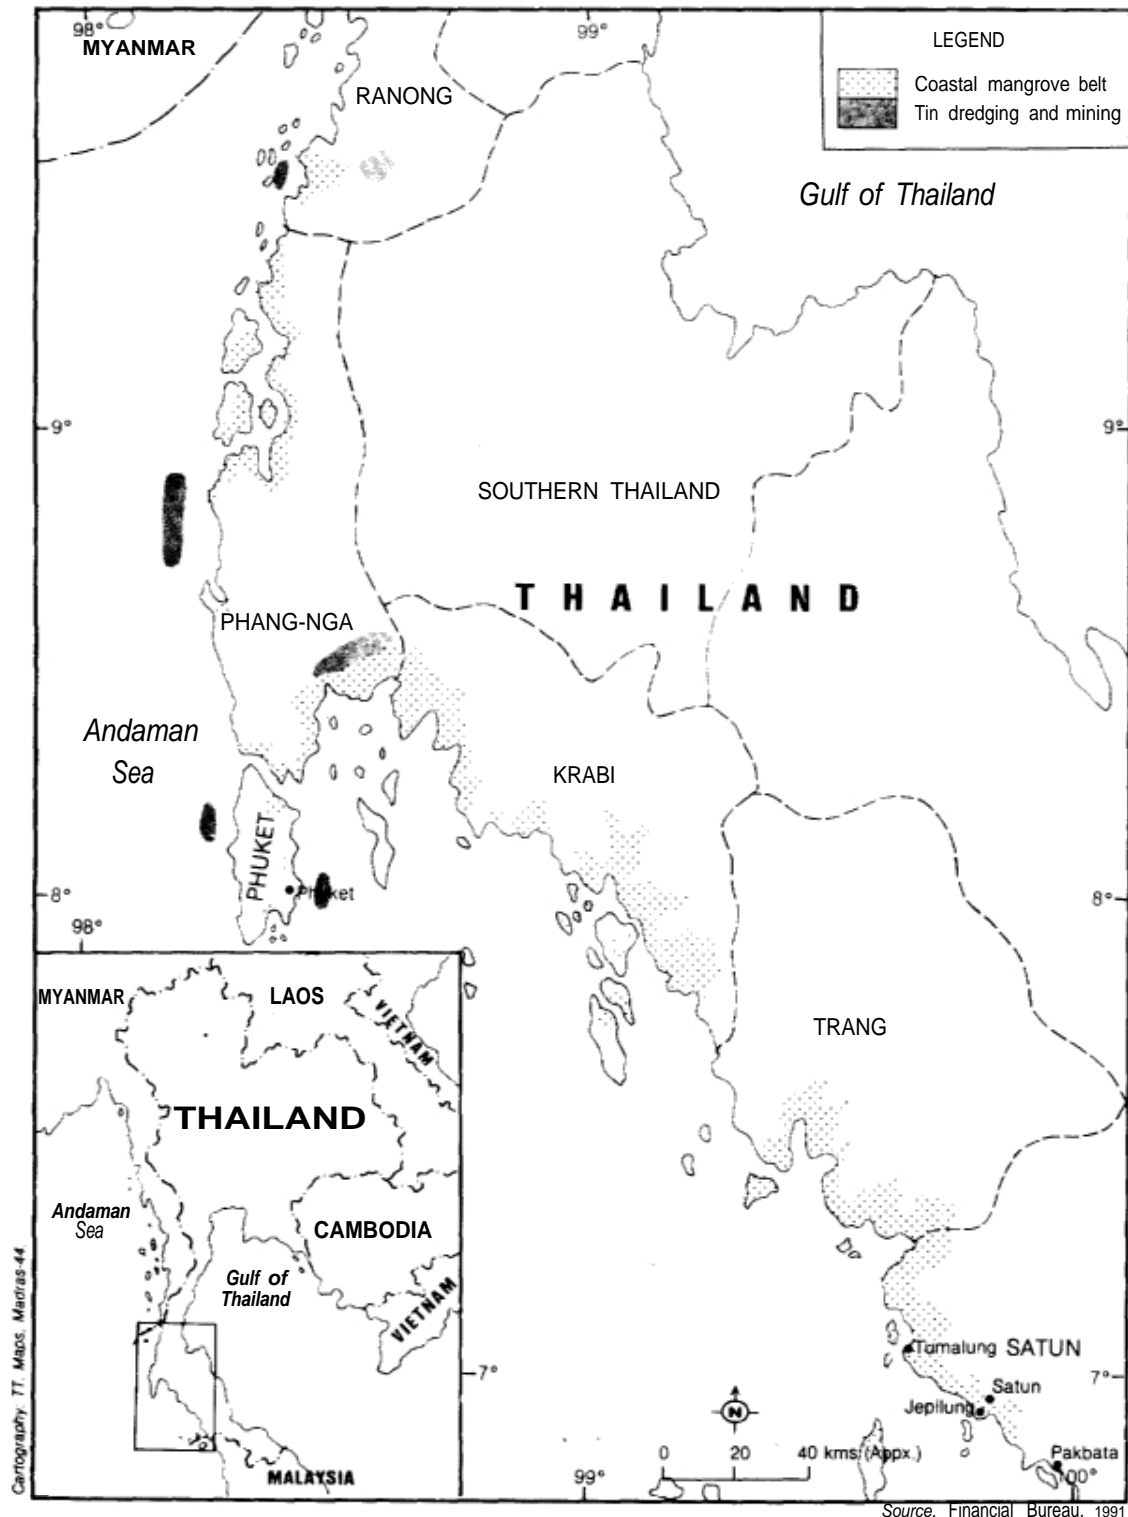 98°
99°
MYANMAR
LEGEND
RANONG
Coastal mangrove belt
Tin dredging and mining
Gulf of Thailand
9°
9°
SOUTHERN THAILAND
THAILAND
PHANG-NGA
Andaman
Sea
KRABI
PHUKET
Phuket
8°
8°
98°
MYANMAR
LAOS
VIETNAM
TRANG
THAILAND
Andaman
Sea
CAMBODIA
Gulf of
Thailand
VIETNAM
Tumalung SATUN
7°
7°
Satun
Jepilung
N
Pakbata
0 20 40 kms (Appx.)
MALAYSIA
99°
100°
Cartography: TT. Maps, Madras-44.
Source, Financial Bureau, 1991